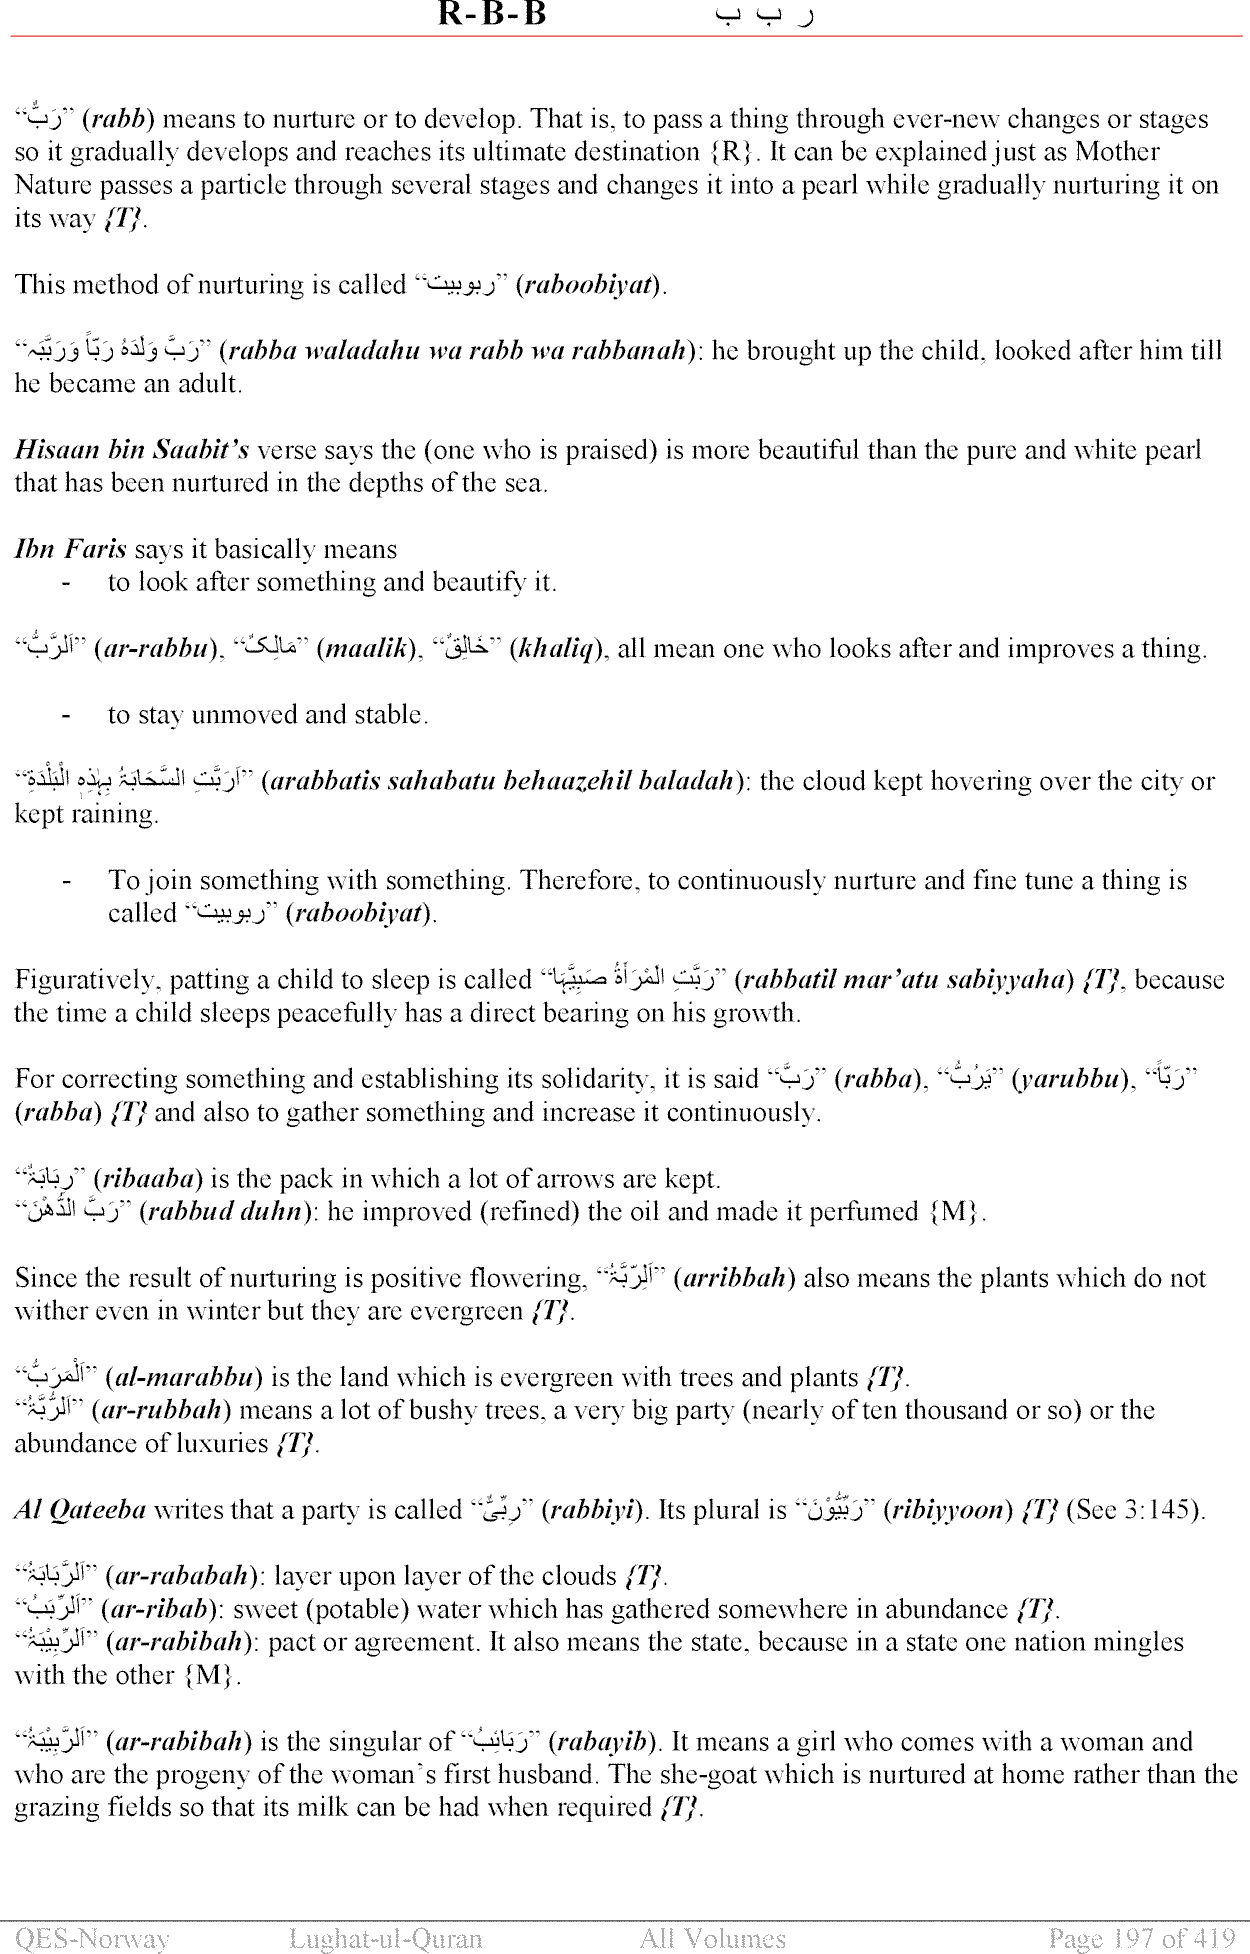 R-B-B ر ب ب
“رَبٌّ” (rabb) means to nurture or to develop. That is, to pass a thing through ever-new changes or stages
so it gradually develops and reaches its ultimate destination {R}. It can be explained just as Mother
Nature passes a particle through several stages and changes it into a pearl while gradually nurturing it on
its way {T}.
This method of nurturing is called “ربوبیت” (raboobiyat).
“رَبَّ وَلَدَهُ رَبّاً وَرَبَّبَہ” (rabba waladahu wa rabb wa rabbanah): he brought up the child, looked after him till
he became an adult.
Hisaan bin Saabit’s verse says the (one who is praised) is more beautiful than the pure and white pearl
that has been nurtured in the depths of the sea.
Ibn Faris says it basically means
- to look after something and beautify it.
“اَلرَّبُّ” (ar-rabbu), “مَالِکٌ” (maalik), “خَالِقٌ” (khaliq), all mean one who looks after and improves a thing.
- to stay unmoved and stable.
“اَرَبَّتِ السَّحَابَۃُ بِہٰذِہِ الْبَلْدَةِ” (arabbatis sahabatu behaazehil baladah): the cloud kept hovering over the city or
kept raining.
- To join something with something. Therefore, to continuously nurture and fine tune a thing is
called “ربوبیت” (raboobiyat).
Figuratively, patting a child to sleep is called “رَبَّتِ الْمْرَأَۃُ صَبِیَّہَا” (rabbatil mar’atu sabiyyaha) {T}, because
the time a child sleeps peacefully has a direct bearing on his growth.
For correcting something and establishing its solidarity, it is said “رَبَّ” (rabba), “یَرُبُّ” (yarubbu), “رَبّاً”
(rabba) {T} and also to gather something and increase it continuously.
“رِبَابَۃٌ” (ribaaba) is the pack in which a lot of arrows are kept.
“رَبَّ الدُّهْنَ” (rabbud duhn): he improved (refined) the oil and made it perfumed {M}.
Since the result of nurturing is positive flowering, “اَلرِّبَّۃُ” (arribbah) also means the plants which do not
wither even in winter but they are evergreen {T}.
“اَلْمَرَبُّ” (al-marabbu) is the land which is evergreen with trees and plants {T}.
“اَلرُّبَّۃُ” (ar-rubbah) means a lot of bushy trees, a very big party (nearly of ten thousand or so) or the
abundance of luxuries {T}.
Al Qateeba writes that a party is called “رِبِّیٌّ” (rabbiyi). Its plural is “رَبِّیُّوْنَ” (ribiyyoon) {T} (See 3:145).
“اَلرَّبَابَۃُ” (ar-rababah): layer upon layer of the clouds {T}.
“اَلرِّبَبُ” (ar-ribab): sweet (potable) water which has gathered somewhere in abundance {T}.
“اَلرِّبِیْبَۃُ” (ar-rabibah): pact or agreement. It also means the state, because in a state one nation mingles
with the other {M}.
“اَلرَّبِیْبَۃُ” (ar-rabibah) is the singular of “رَبَائِبُ” (rabayib). It means a girl who comes with a woman and
who are the progeny of the woman’s first husband. The she-goat which is nurtured at home rather than the
grazing fields so that its milk can be had when required {T}.
QES-Norway Lughat-ul-Quran All Volumes Page 197 of 419